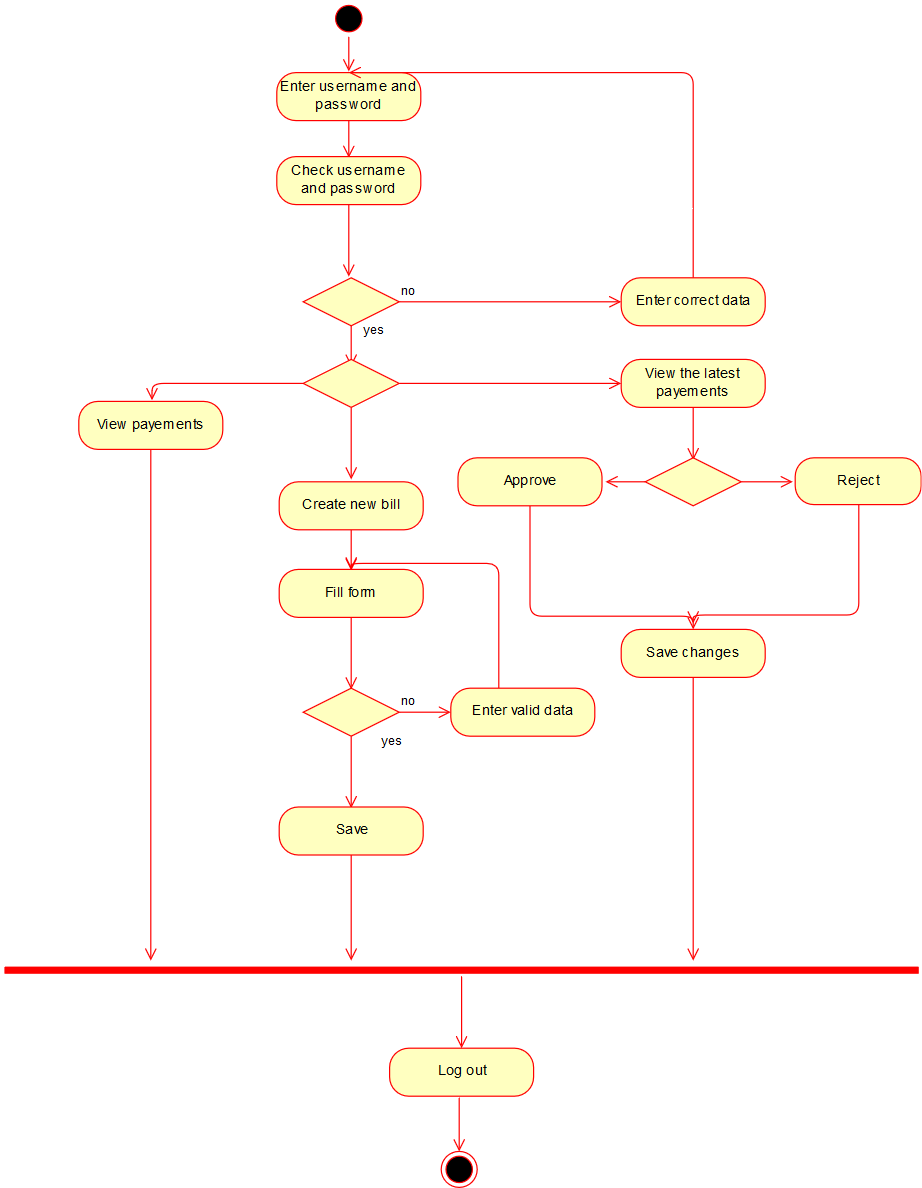 Enter username and
password
Check username
and password
no
Enter correct data
yes
View the latest
payements
View payements
Approve
Reject
Create new bill
Fill form
Save changes
no
Enter valid data
yes
Save
Log out